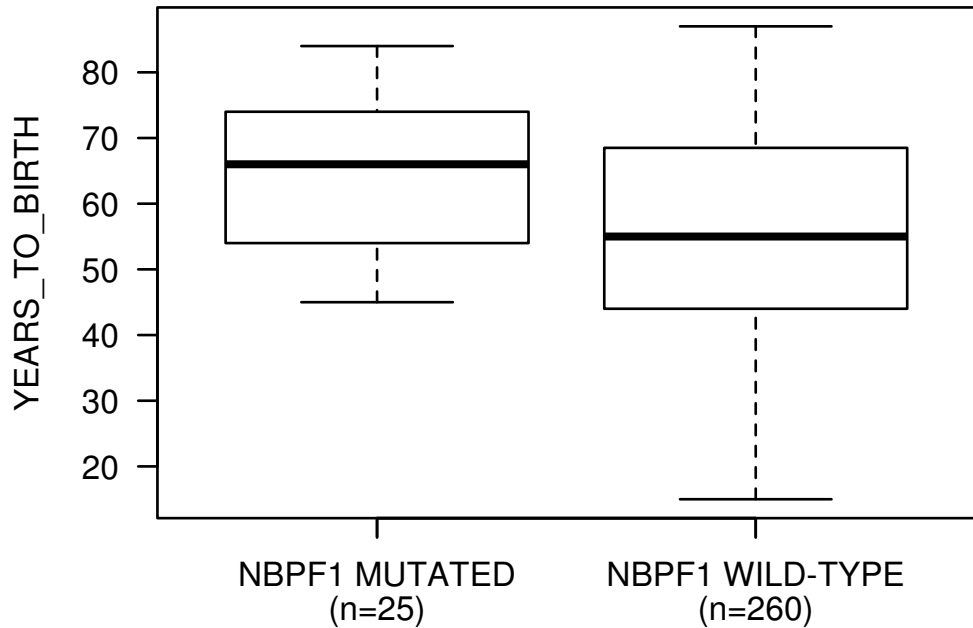 YEARS_TO_BIRTH
80
70
60
50
40
30
20
NBPF1 MUTATED
(n=25)
NBPF1 WILD-TYPE
(n=260)